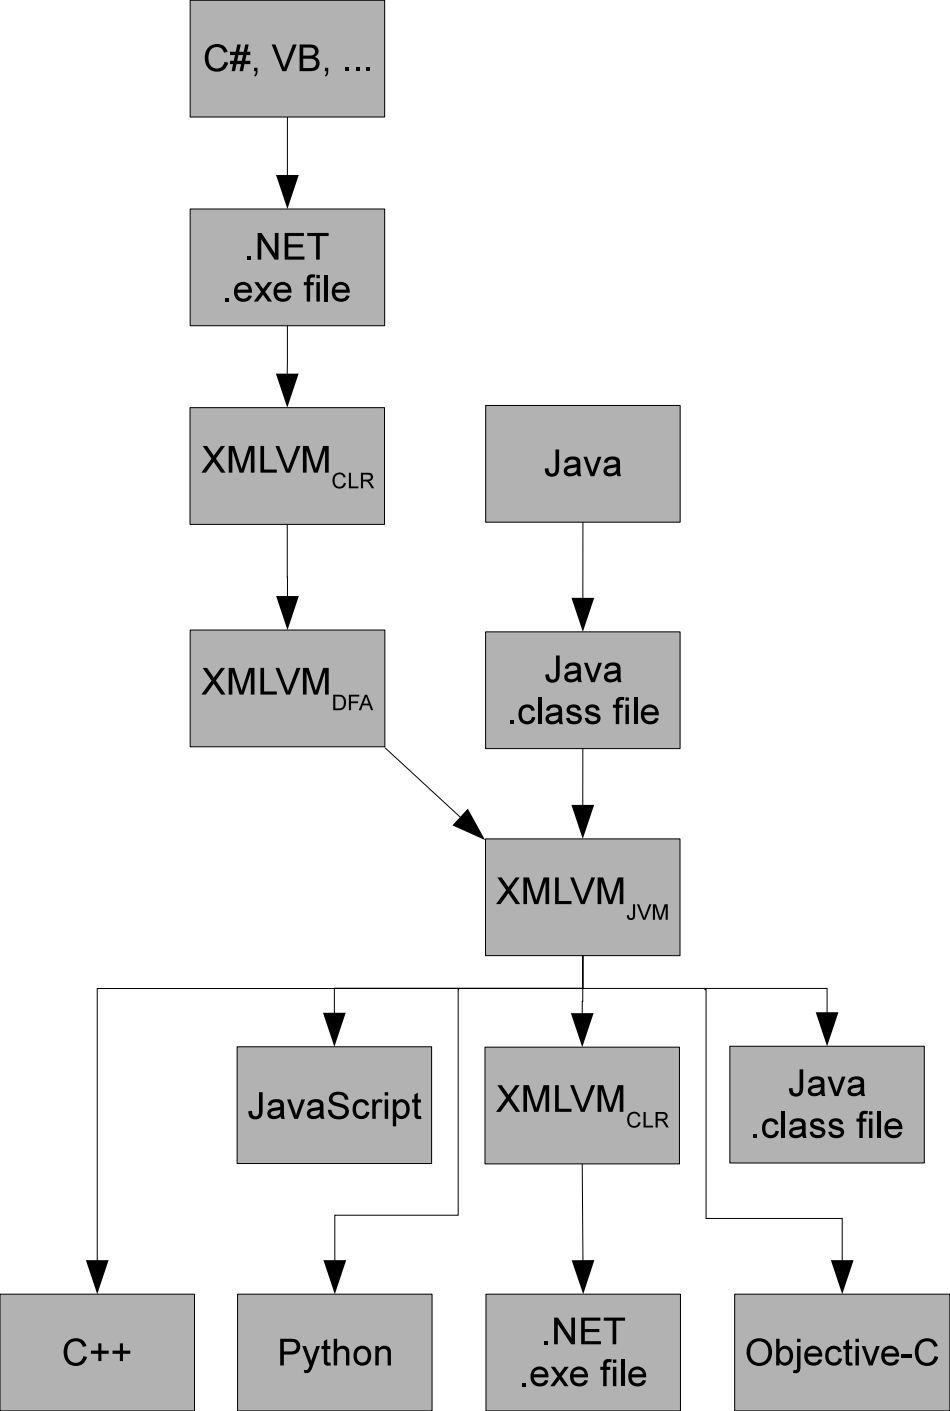 C#, VB, ...
.NET
.exe file
XMLVM CLR
Java
XMLVM DFA
Java
.class file
XMLVM JVM
JavaScript
XMLVM CLR
Java
.class file
C++
Python
.NET
.exe file
Objective-C